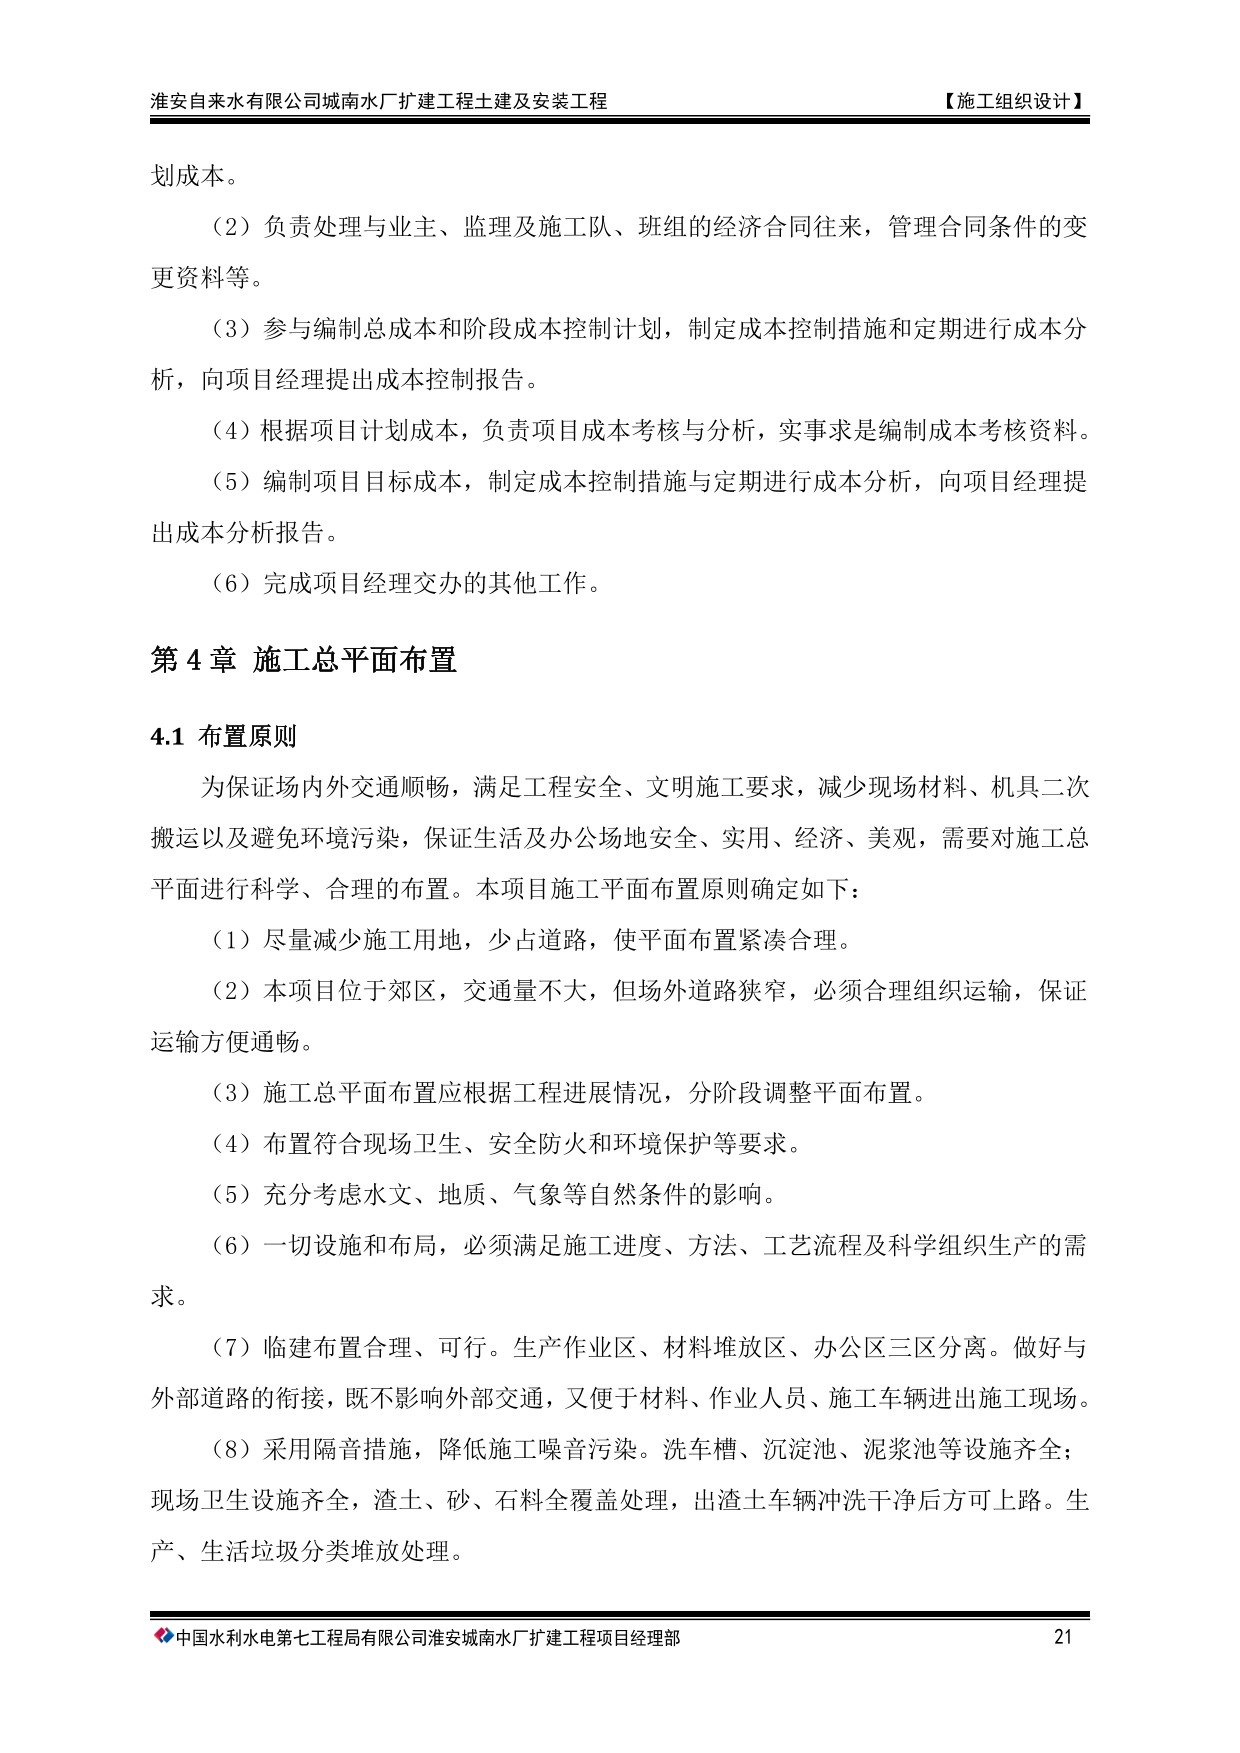 淮安自来水有限公司城南水厂扩建工程土建及安装工程 【施工组织设计】
划成本。
（2）负责处理与业主、监理及施工队、班组的经济合同往来，管理合同条件的变
更资料等。
（3）参与编制总成本和阶段成本控制计划，制定成本控制措施和定期进行成本分
析，向项目经理提出成本控制报告。
（4）根据项目计划成本，负责项目成本考核与分析，实事求是编制成本考核资料。
（5）编制项目目标成本，制定成本控制措施与定期进行成本分析，向项目经理提
出成本分析报告。
（6）完成项目经理交办的其他工作。
第 4 章 施工总平面布置
4.1 布置原则
为保证场内外交通顺畅，满足工程安全、文明施工要求，减少现场材料、机具二次
搬运以及避免环境污染，保证生活及办公场地安全、实用、经济、美观，需要对施工总
平面进行科学、合理的布置。本项目施工平面布置原则确定如下：
（1）尽量减少施工用地，少占道路，使平面布置紧凑合理。
（2）本项目位于郊区，交通量不大，但场外道路狭窄，必须合理组织运输，保证
运输方便通畅。
（3）施工总平面布置应根据工程进展情况，分阶段调整平面布置。
（4）布置符合现场卫生、安全防火和环境保护等要求。
（5）充分考虑水文、地质、气象等自然条件的影响。
（6）一切设施和布局，必须满足施工进度、方法、工艺流程及科学组织生产的需
求。
（7）临建布置合理、可行。生产作业区、材料堆放区、办公区三区分离。做好与
外部道路的衔接，既不影响外部交通，又便于材料、作业人员、施工车辆进出施工现场。
（8）采用隔音措施，降低施工噪音污染。洗车槽、沉淀池、泥浆池等设施齐全；
现场卫生设施齐全，渣土、砂、石料全覆盖处理，出渣土车辆冲洗干净后方可上路。生
产、生活垃圾分类堆放处理。
中国水利水电第七工程局有限公司淮安城南水厂扩建工程项目经理部 21